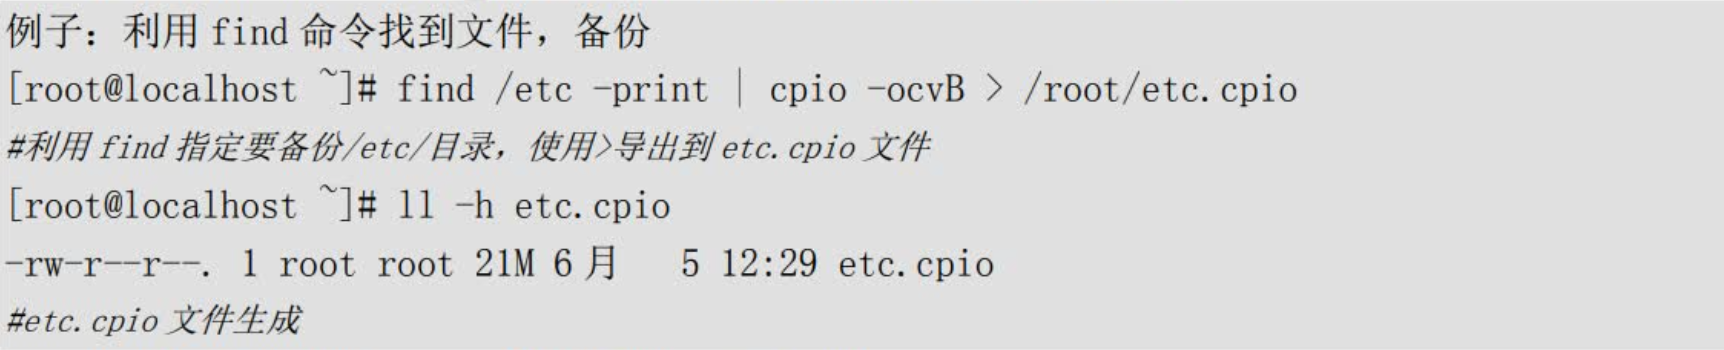 例子：利用 find 命令找到文件，备份
[root@localhost ~]# find /etc -print | cpio -ocvB > /root/etc.cpio
#利用 find 指定要备份/etc/目录，使用>导出到 etc.cpio 文件
[root@localhost ~]# ll -h etc.cpio
-rw-r--r--. 1 root root 21M 6月   5 12:29 etc.cpio
#etc.cpio 文件生成